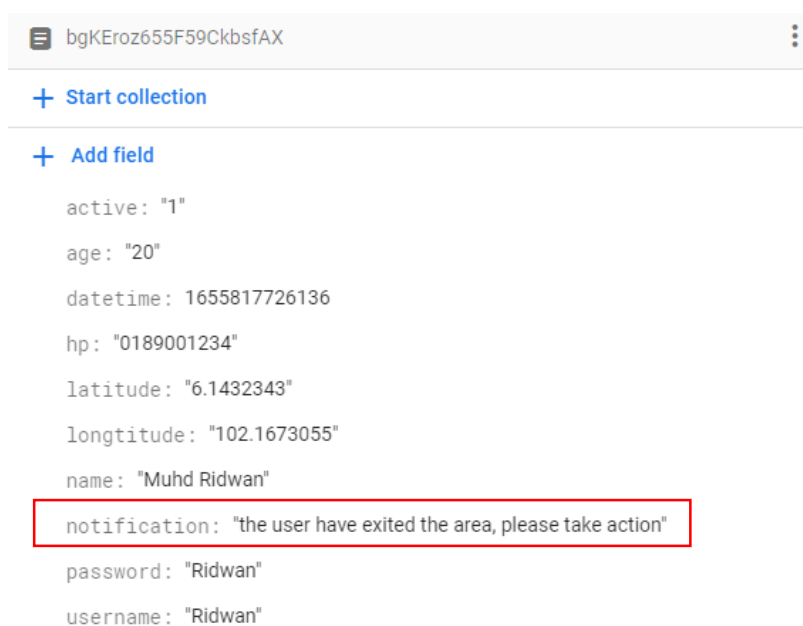 bgKEroz655F59CkbsfAX
Start collection
Add field
active: "1"
age: "20"
datetime: 1655817726136
hp: "0189001234"
latitude: "6.1432343"
longtitude: "102.1673055"
name: "Muhd Ridwan"
notification: "the user have exited the area, please take action"
password: "Ridwan"
username: "Ridwan"